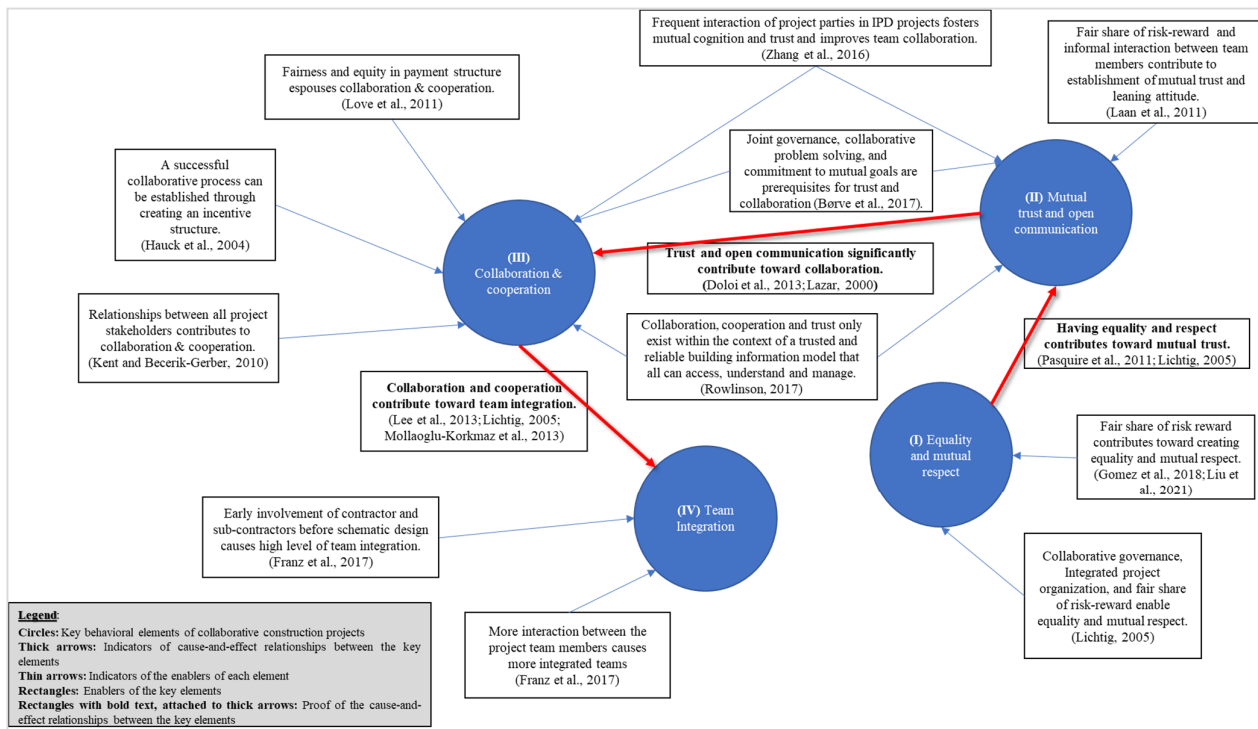 Frequent interaction of project parties in IPD projects fosters
mutual cognition and trust and improves team collaboration.
(Zhang et al., 2016)
Fair share of risk-reward and
informal interaction between team
members contribute to
establishment of mutual trust and
leaning attitude.
(Laan et al., 2011)
Fairness and equity in payment structure
espouses collaboration & cooperation.
(Love et al., 2011)
Joint governance, collaborative
problem solving, and
commitment to mutual goals are
prerequisites for trust and
collaboration (Børve et al., 2017).
A successful
collaborative process can
be established through
creating an incentive
structure.
(Hauck et al., 2004)
(II) Mutual
trust and open
communication
(III)
Collaboration &
cooperation
Trust and open communication significantly
contribute toward collaboration.
(Doloi et al., 2013; Lazar, 2000)
Relationships between all project
stakeholders contributes to
collaboration & cooperation.
(Kent and Becerik-Gerber, 2010)
Collaboration, cooperation and trust only
exist within the context of a trusted and
reliable building information model that
all can access, understand and manage.
(Rowlinson, 2017)
Having equality and respect
contributes toward mutual trust.
(Pasquire et al., 2011; Lichtig, 2005)
Collaboration and cooperation
contribute toward team integration.
(Lee et al., 2013; Lichtig, 2005;
Mollaoglu-Korkmaz et al., 2013)
(I) Equality
and mutual
respect
Fair share of risk reward
contributes toward creating
equality and mutual respect.
(Gomez et al., 2018; Liu et
al., 2021)
(IV) Team
Integration
Early involvement of contractor and
sub-contractors before schematic design
causes high level of team integration.
(Franz et al., 2017)
Collaborative governance,
Integrated project
organization, and fair share
of risk-reward enable
equality and mutual respect.
(Lichtig, 2005)
More interaction between the
project team members causes
more integrated teams
(Franz et al., 2017)
Legend:
Circles: Key behavioral elements of collaborative construction projects
Thick arrows: Indicators of cause-and-effect relationships between the key
elements
Thin arrows: Indicators of the enablers of each element
Rectangles: Enablers of the key elements
Rectangles with bold text, attached to thick arrows: Proof of the cause-and-
effect relationships between the key elements